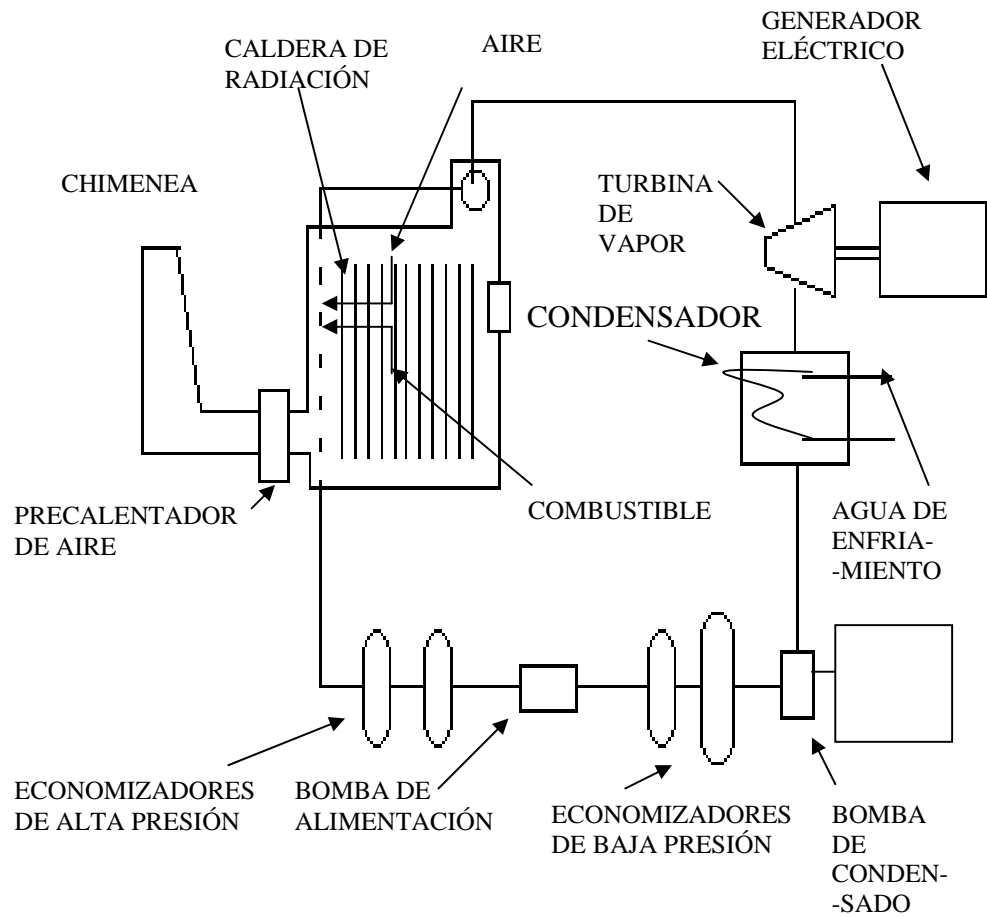 GENERADOR
ELÉCTRICO
CALDERA DE
RADIACIÓN
AIRE
CHIMENEA
TURBINA
DE
VAPOR
CONDENSADOR
PRECALENTADOR
DE AIRE
COMBUSTIBLE
AGUA DE
ENFRIA-
-MIENTO
ECONOMIZADORES
DE ALTA PRESIÓN
BOMBA DE
ALIMENTACIÓN
ECONOMIZADORES
DE BAJA PRESIÓN
BOMBA
DE
CONDEN-
-SADO